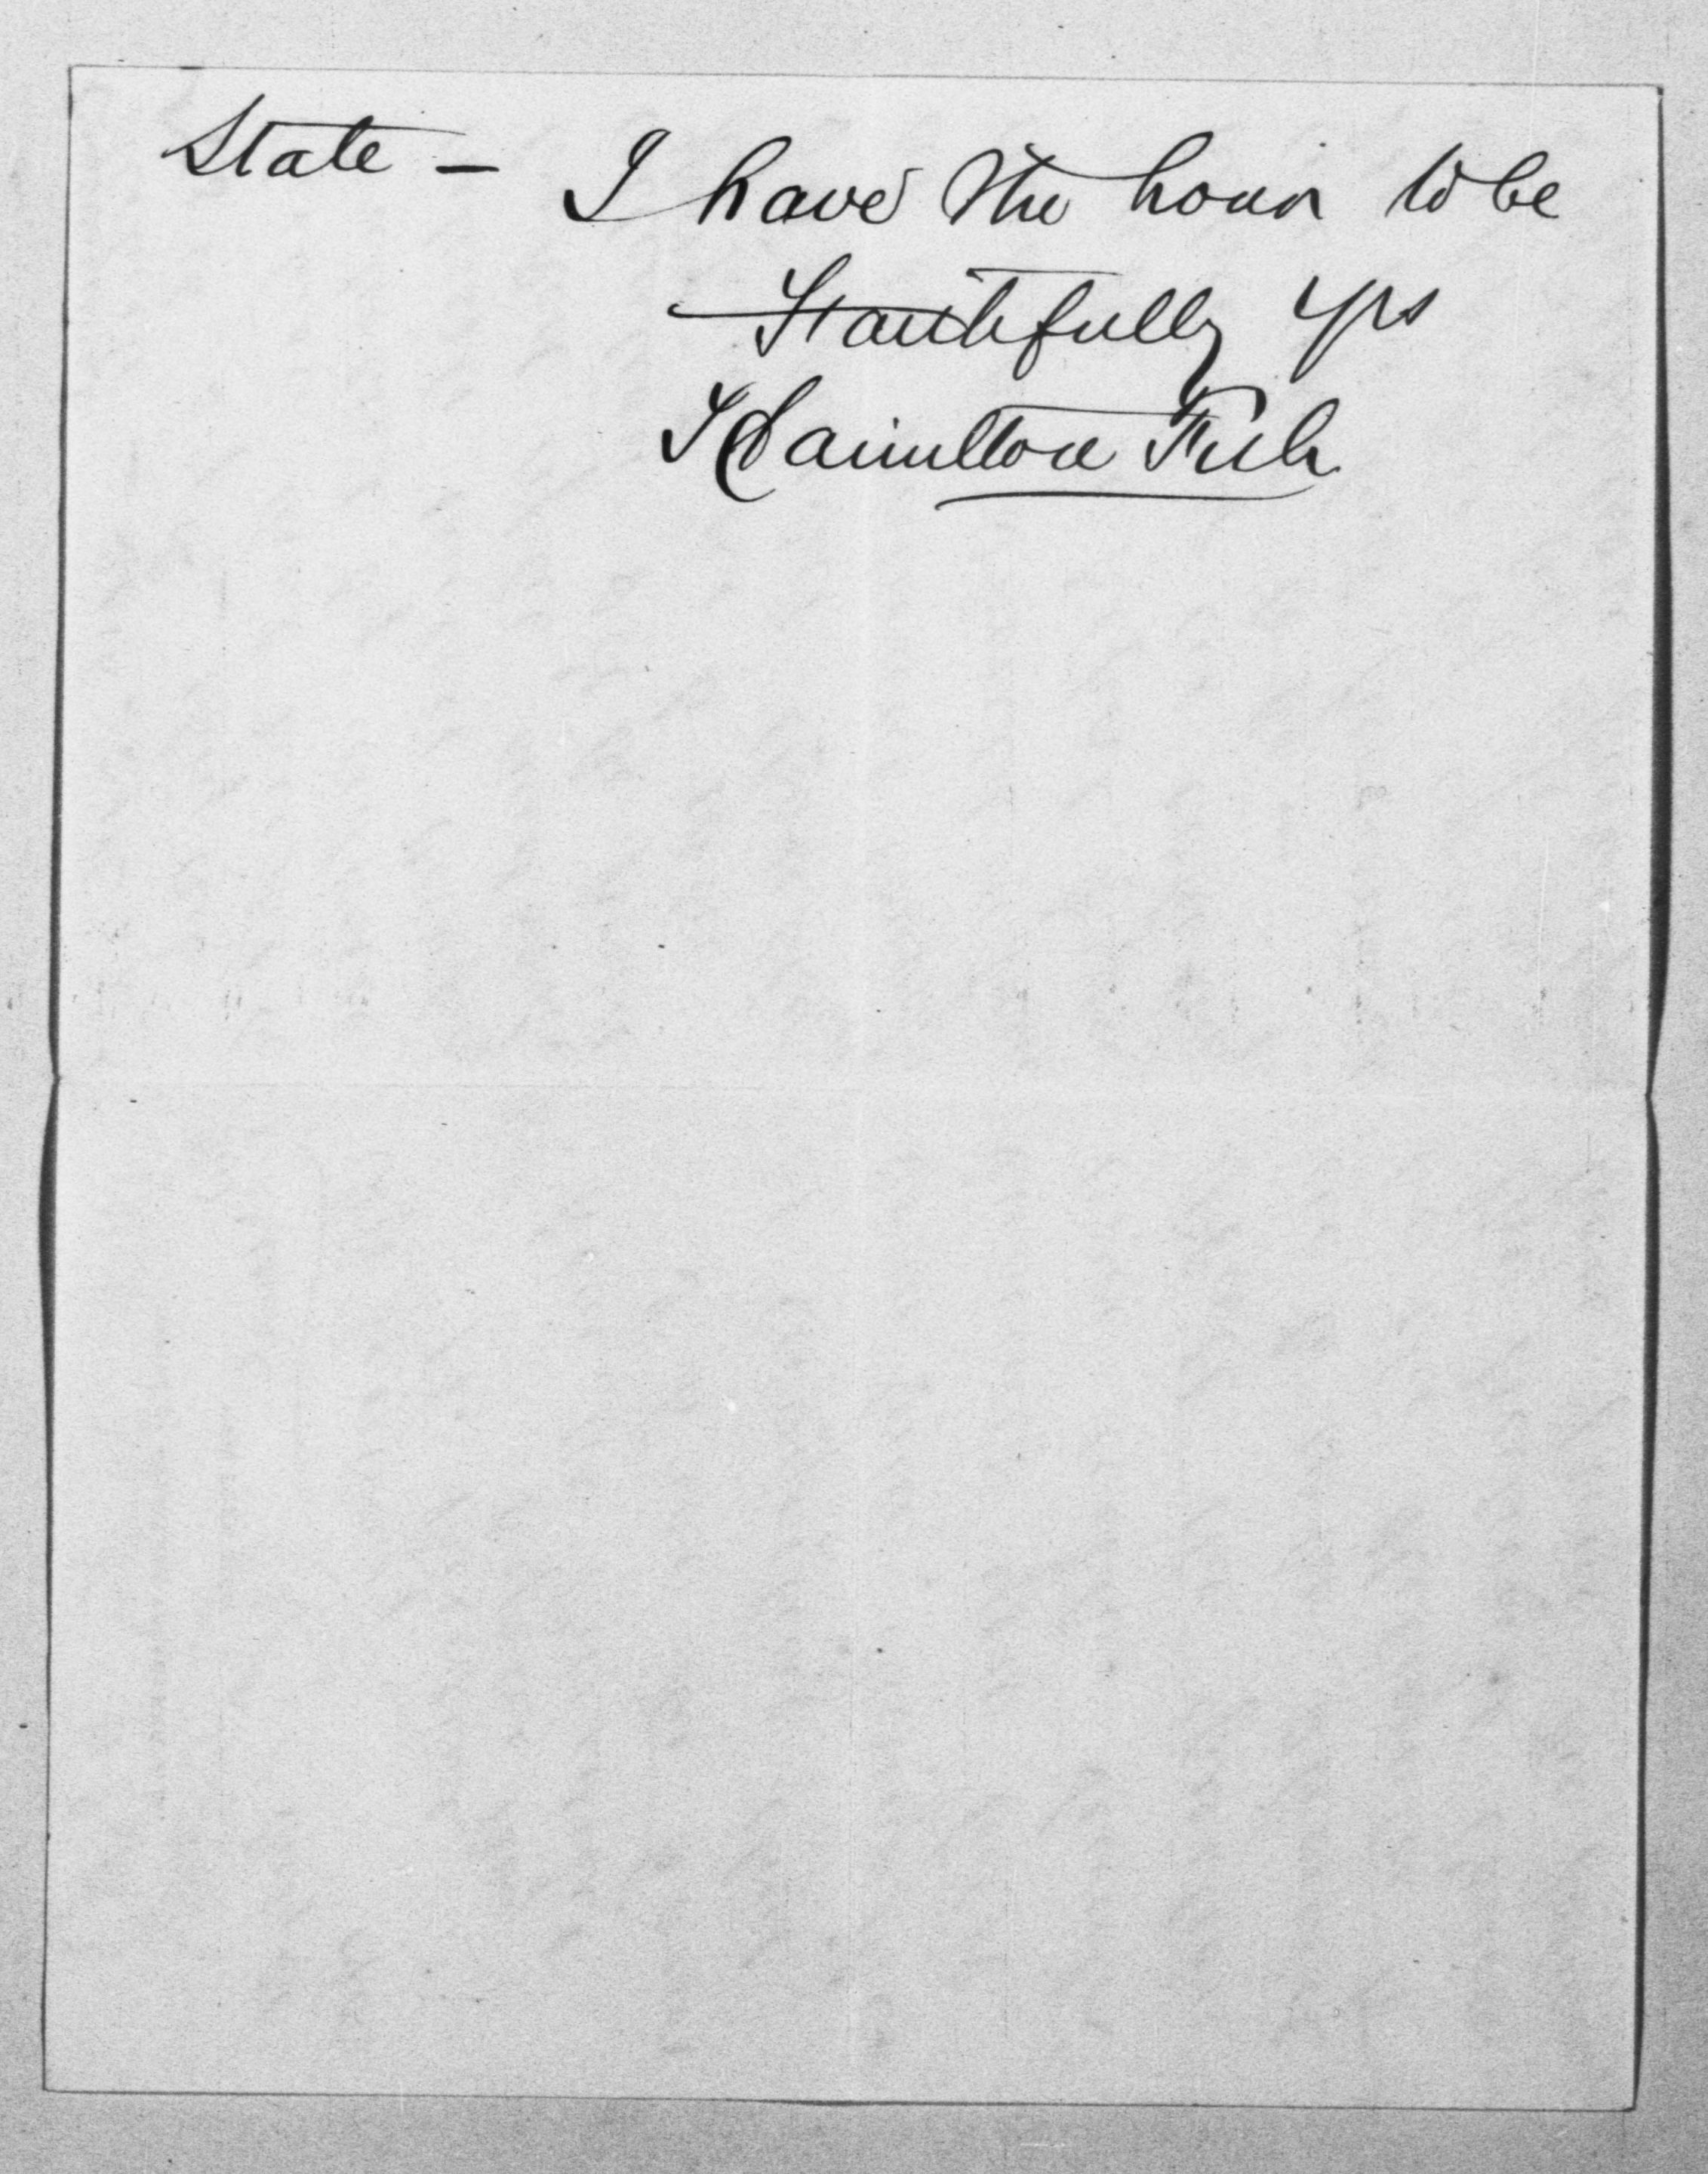 State — I have the honor to be
Faithfully yrs
Hamilton Fish